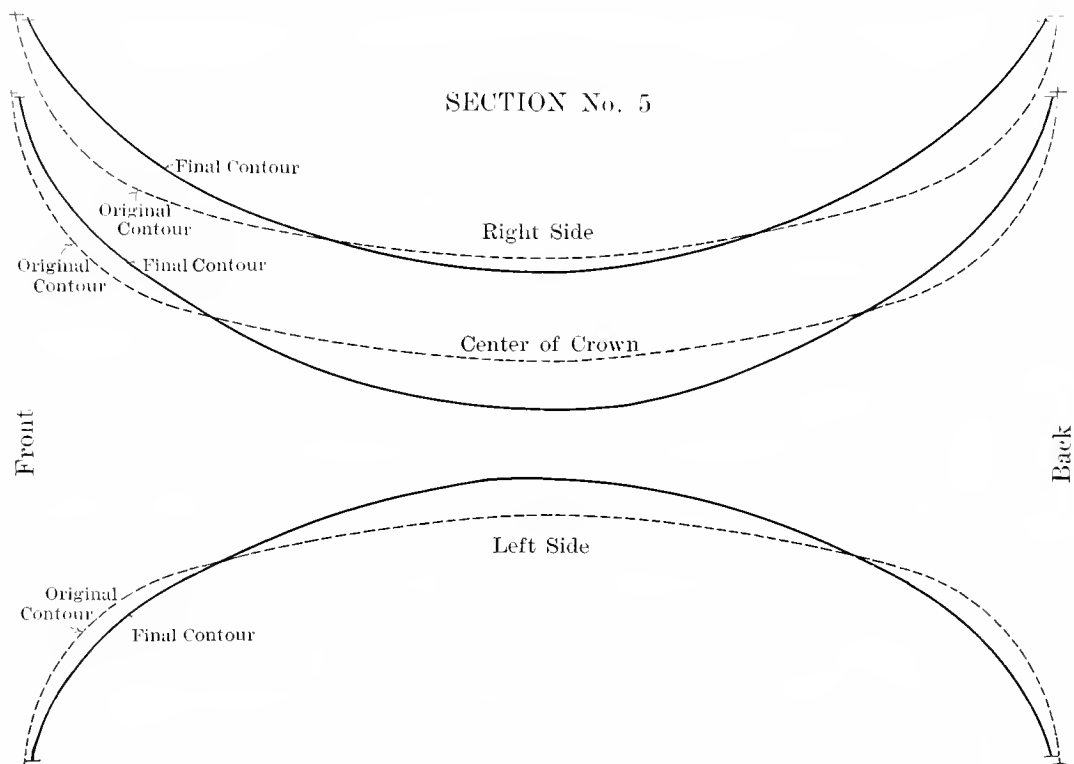 SECTION No. 5
Final Contour
Original
Contour
Right Side
Original
Contour
Final Contour
Center of Crown
Front
Back
Left Side
Original
Contour
Final Contour